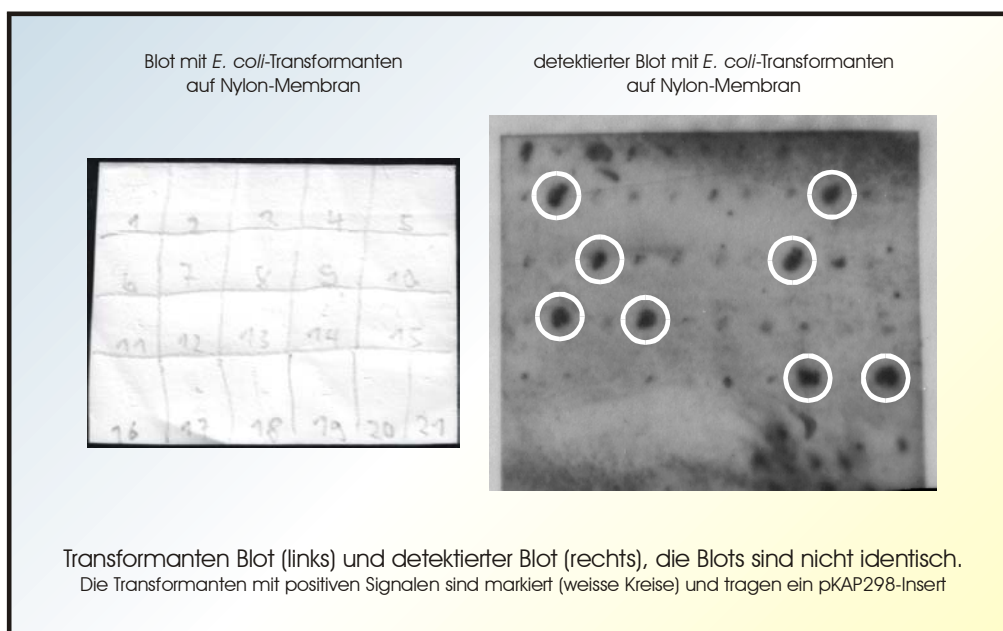 Blot mit E. coli-Transformanten
auf Nylon-Membran
detektierter Blot mit E. coli-Transformanten
auf Nylon-Membran
1 2 3 4 5
6 7 8 9 10
11 12 13 14 15
16 17 18 19 20 21
Transformanten Blot (links) und detektierter Blot (rechts), die Blots sind nicht identisch.
Die Transformanten mit positiven Signalen sind markiert (weisse Kreise) und tragen ein pKAP298-Insert